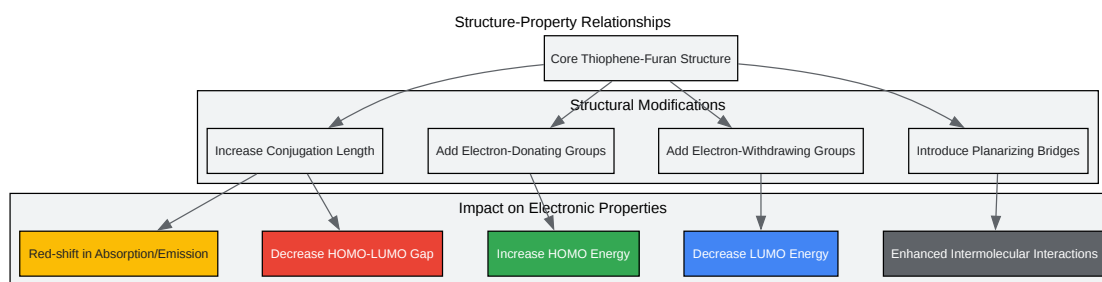 Structure-Property Relationships
Core Thiophene-Furan Structure
Structural Modifications
Increase Conjugation Length
Add Electron-Donating Groups
Add Electron-Withdrawing Groups
Introduce Planarizing Bridges
Impact on Electronic Properties
Red-shift in Absorption/Emission
Decrease HOMO-LUMO Gap
Increase HOMO Energy
Decrease LUMO Energy
Enhanced Intermolecular Interactions